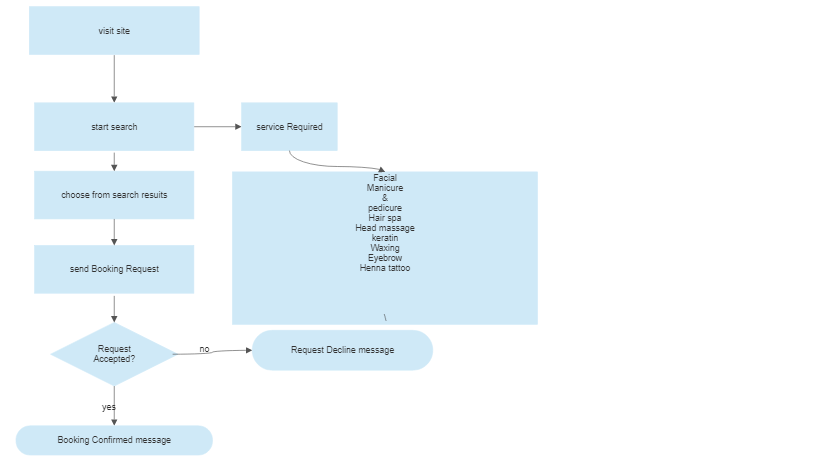 visit site
start search
service Required
choose from search results
Facial
Manicure
&
pedicure
Hair spa
Head massage
keratin
Waxing
Eyebrow
Henna tattoo
\
send Booking Request
Request
Accepted?
no
Request Decline message
yes
Booking Confirmed message